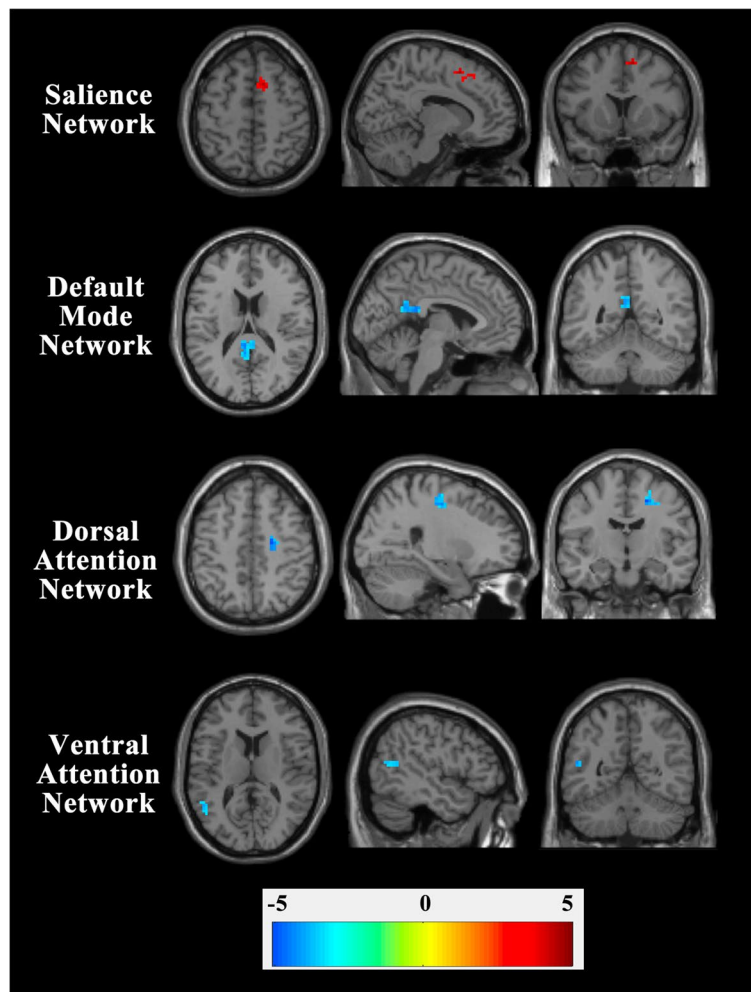 Salience
Network
Default
Mode
Network
Dorsal
Attention
Network
Ventral
Attention
Network
-5 0 5